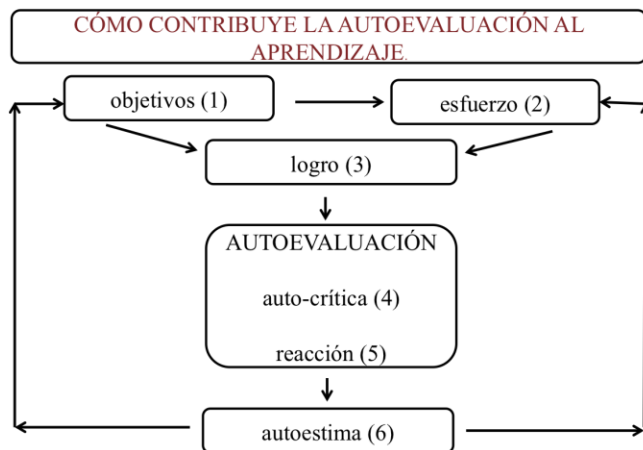 CÓMO CONTRIBUYE LA AUTOEVALUACIÓN AL
APRENDIZAJE.
objetivos (1)
esfuerzo (2)
logro (3)
AUTOEVALUACIÓN
auto-crítica (4)
reacción (5)
autoestima (6)